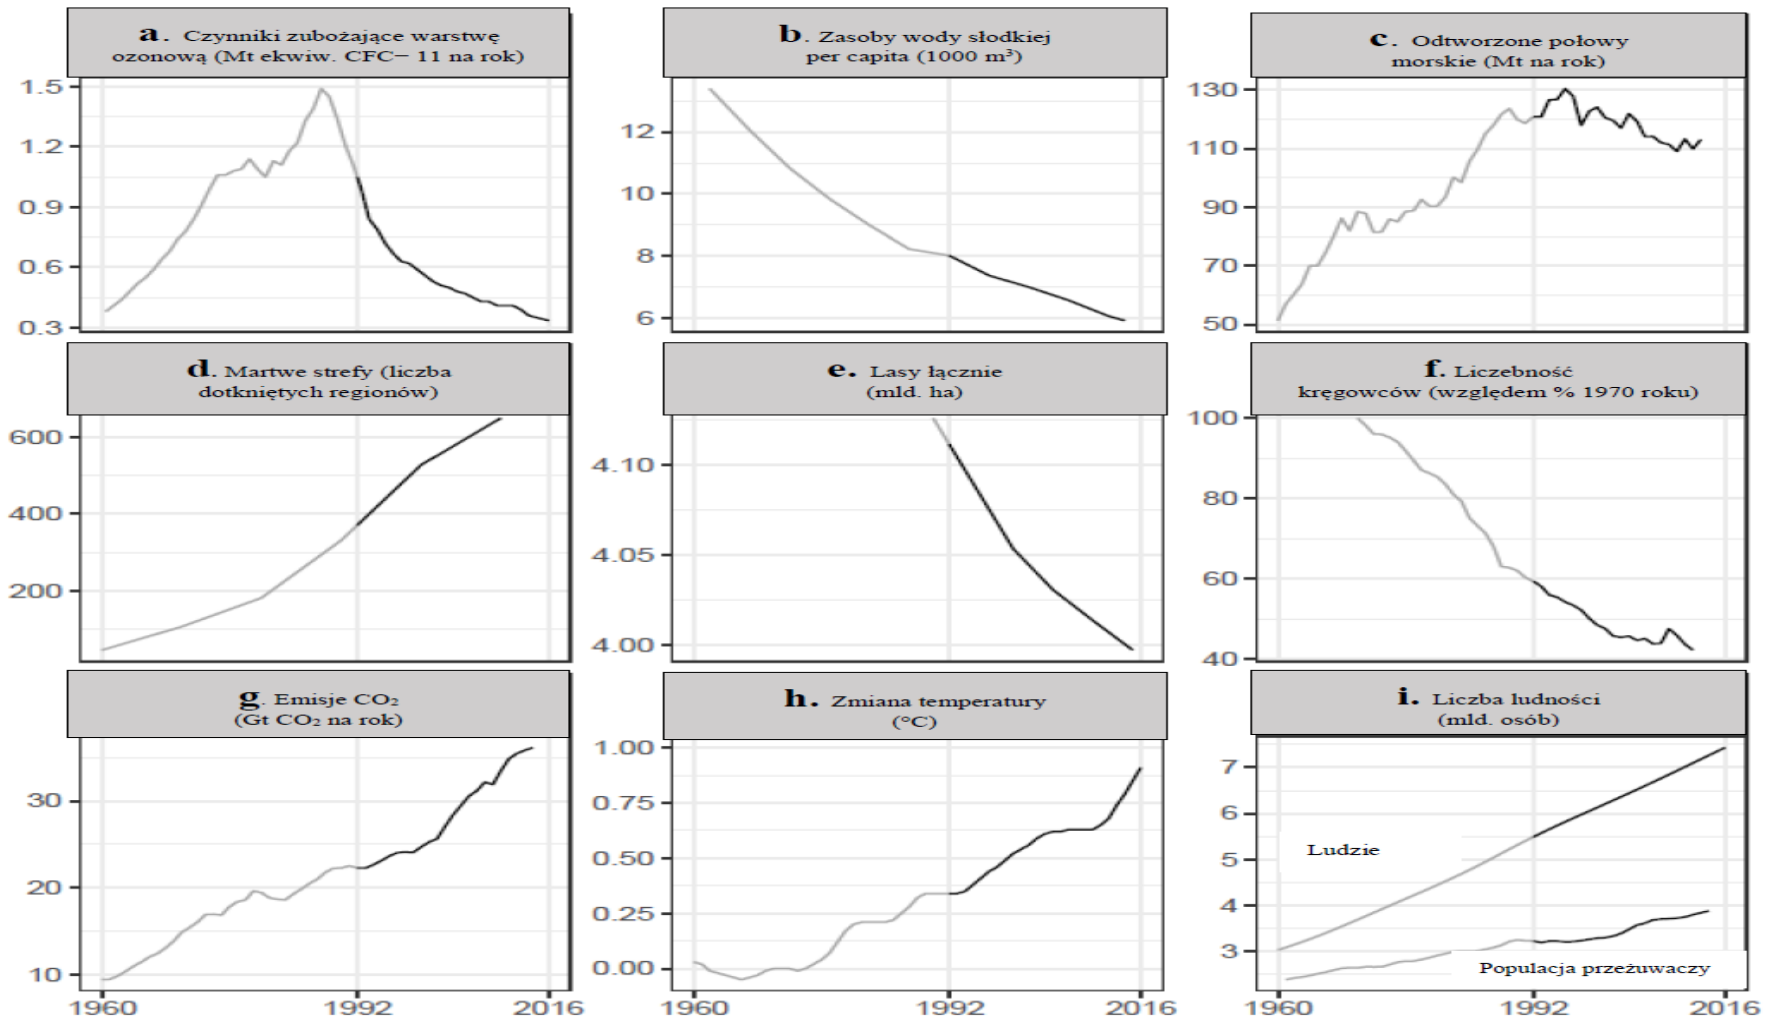 a. Czynniki zubożające warstwę
ozonową (Mt ekwiw. CFC− 11 na rok)
1.5
1.2
0.9
0.6
0.3
b. Zasoby wody słodkiej
per capita (1000 m³)
12
10
8
6
c. Odtworzone połowy
morskie (Mt na rok)
130
110
90
70
50
d. Martwe strefy (liczba
dotkniętych regionów)
600
400
200
e. Lasy łącznie
(mld. ha)
4.10
4.05
4.00
f. Liczebność
kręgowców (względem % 1970 roku)
100
80
60
40
g. Emisje CO₂
(Gt CO₂ na rok)
30
20
10
1960 1992 2016
h. Zmiana temperatury
(°C)
1.00
0.75
0.50
0.25
0.00
1960 1992 2016
i. Liczba ludności
(mld. osób)
7
6
5
4
3
Ludzie
Populacja przeżuwaczy
1960 1992 2016